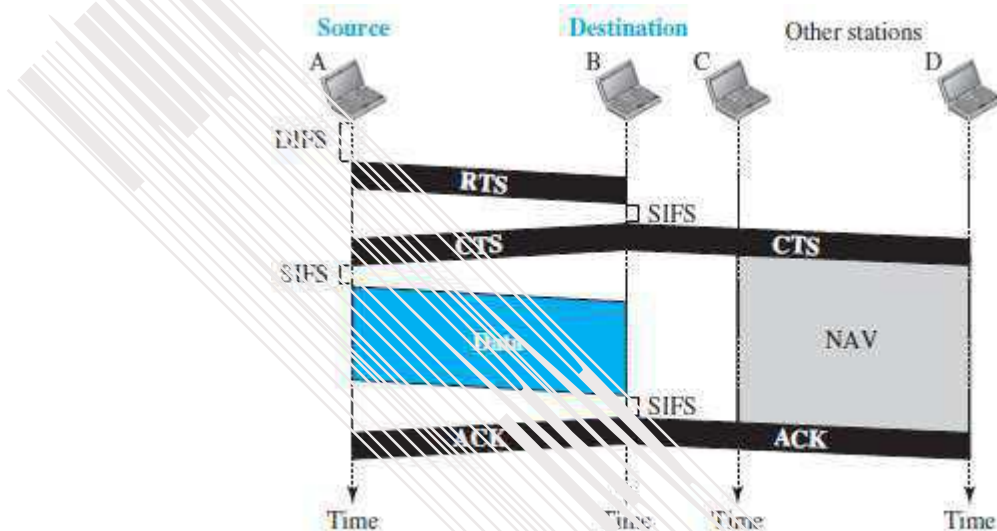 Source Destination Other stations
A B C D
DIFS
RTS
SIFS
CTS CTS
SIFS
Data NAV
SIFS
ACK ACK
Time Time Time Time